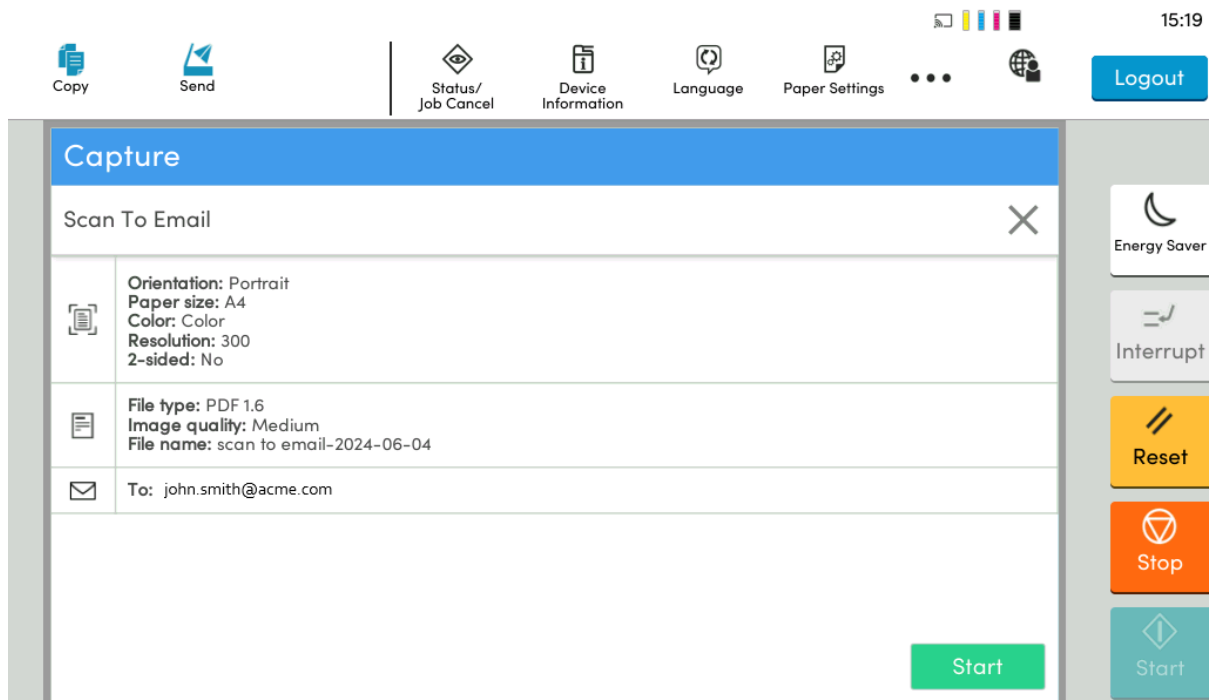 15:19
Copy
Send
Status/
Job Cancel
Device
Information
Language
Paper Settings
Logout
Capture
Scan To Email
Orientation: Portrait
Paper size: A4
Color: Color
Resolution: 300
2-sided: No
File type: PDF 1.6
Image quality: Medium
File name: scan to email-2024-06-04
To: john.smith@acme.com
Start
Energy Saver
Interrupt
Reset
Stop
Start